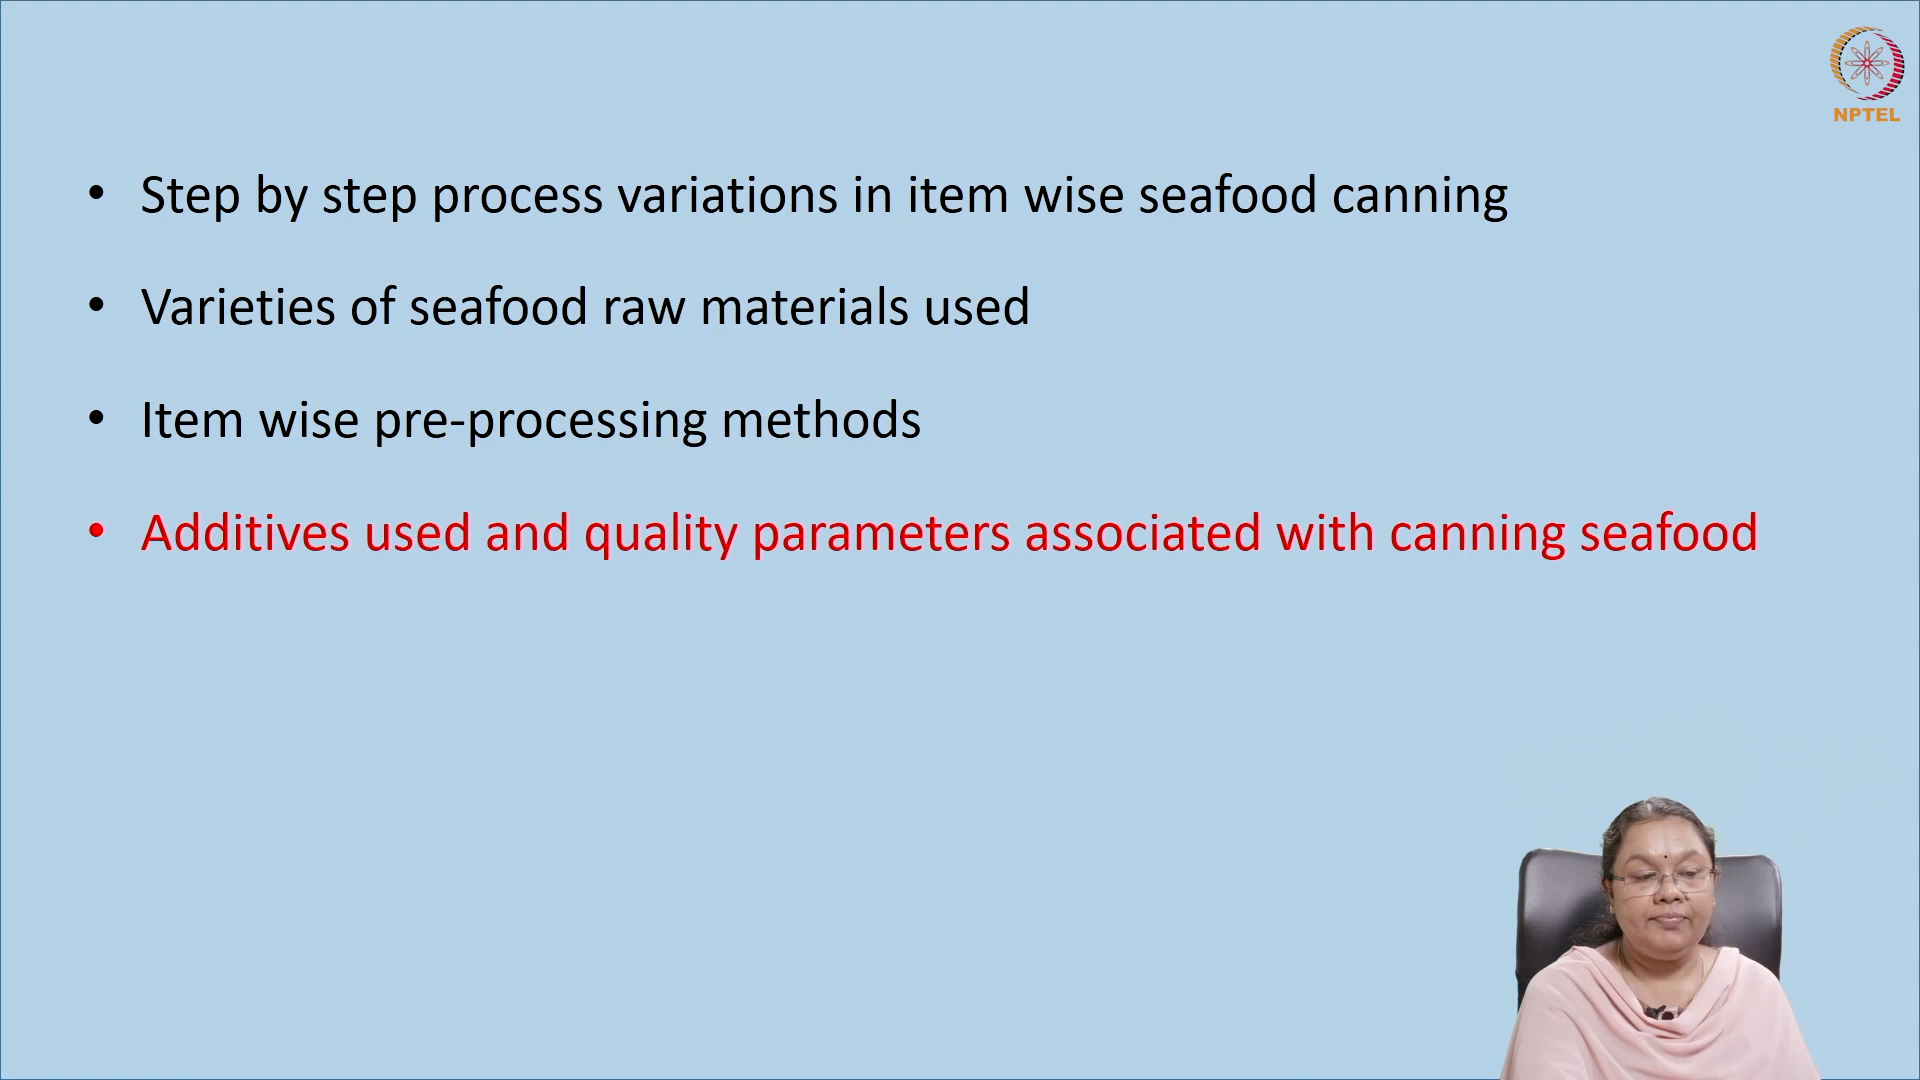 NPTEL
• Step by step process variations in item wise seafood canning
• Varieties of seafood raw materials used
• Item wise pre-processing methods
• Additives used and quality parameters associated with canning seafood